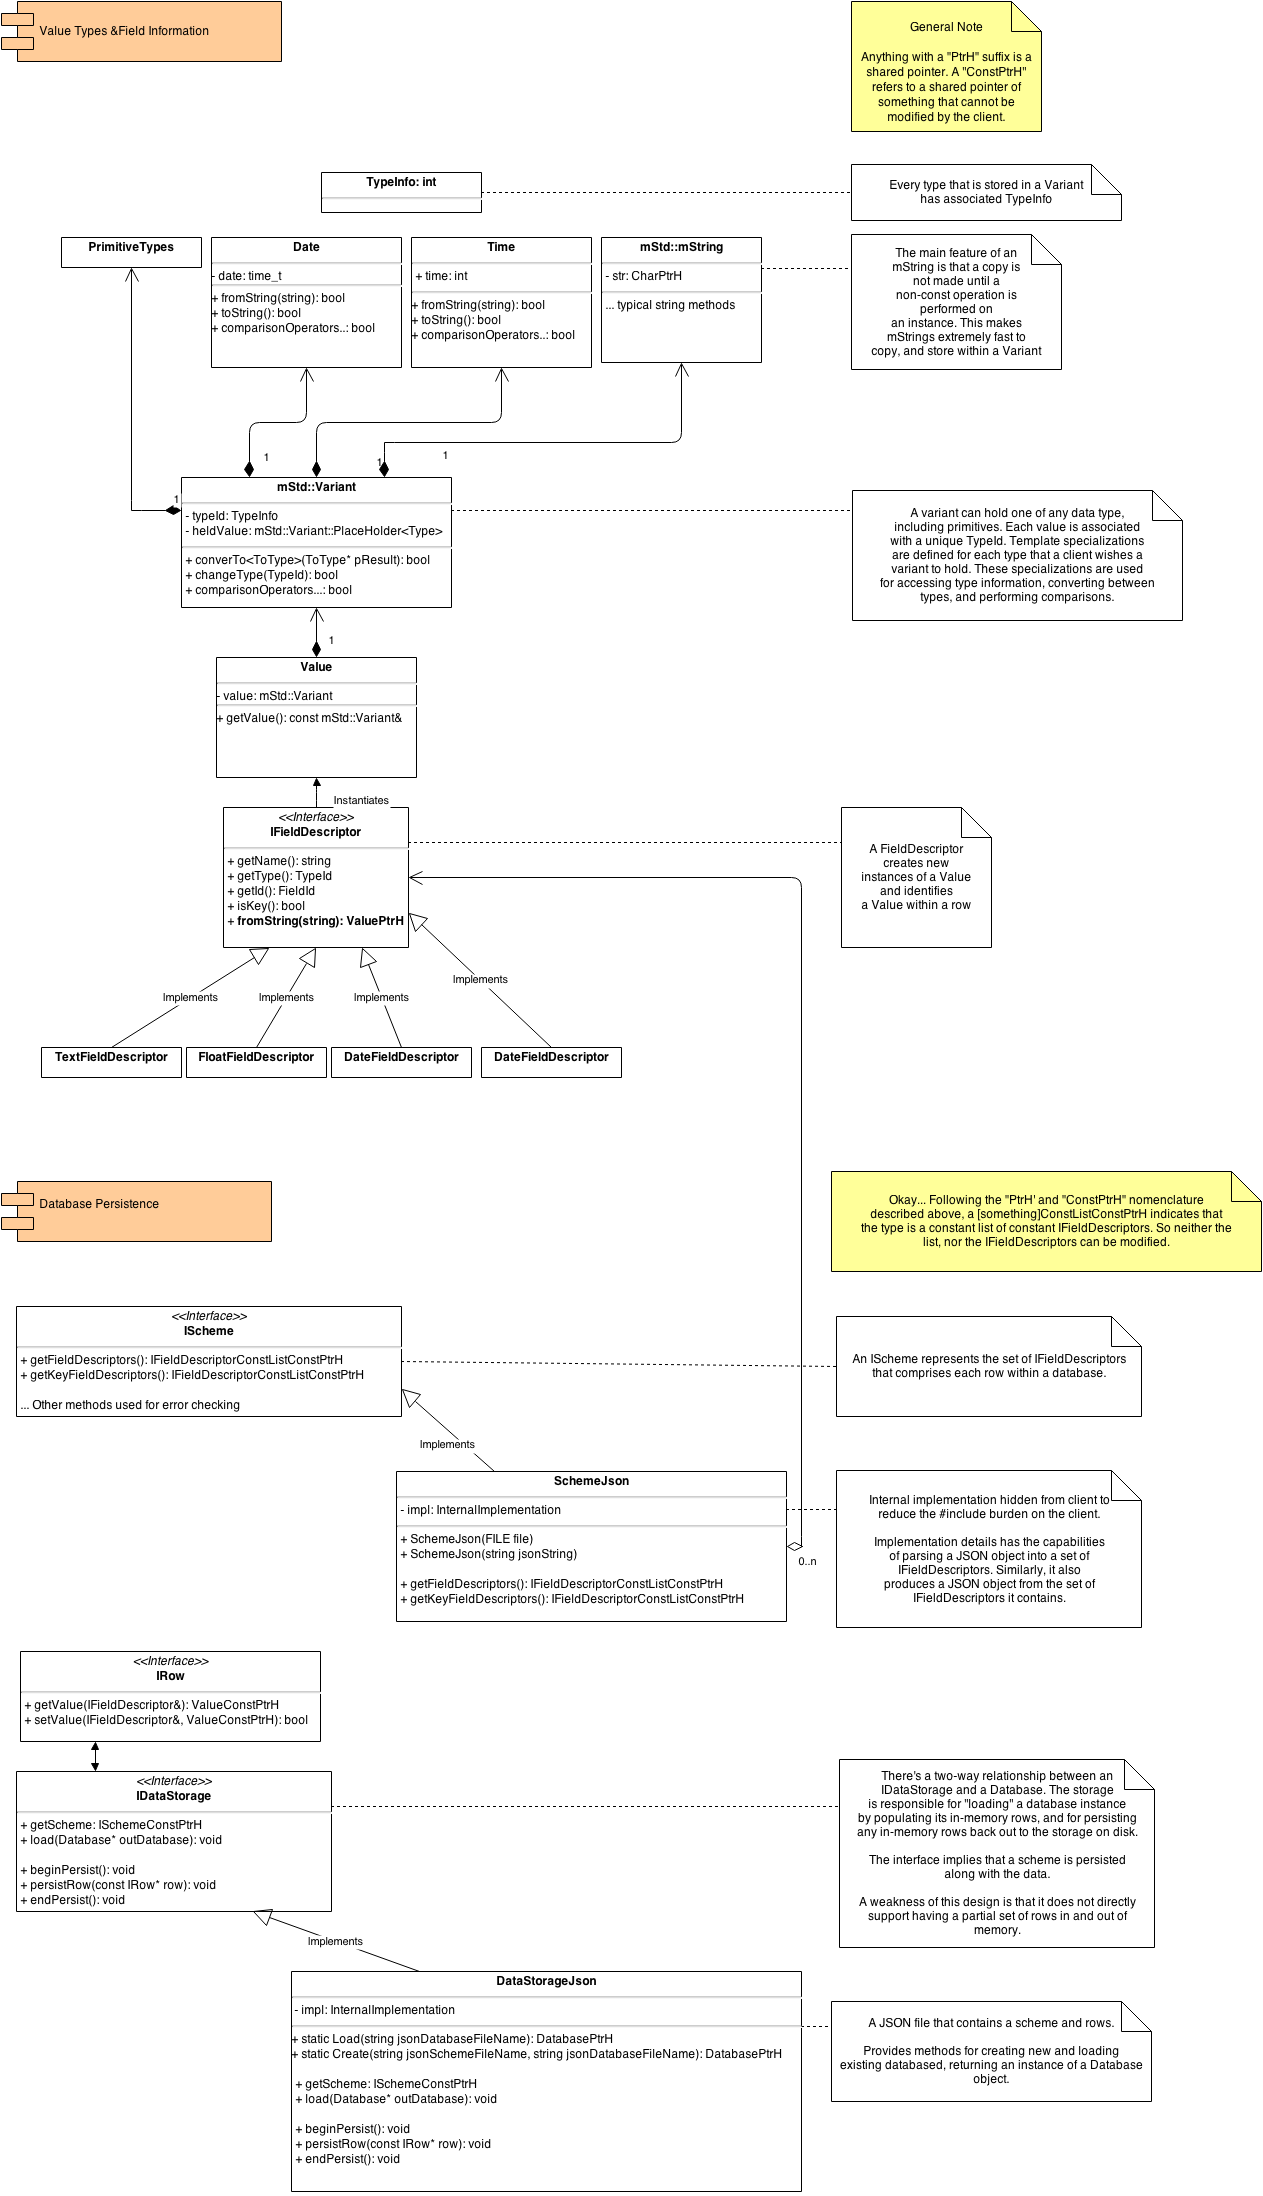 Value Types &Field Information
General Note
Anything with a "PtrH" suffix is a
shared pointer. A "ConstPtrH"
refers to a shared pointer of
something that cannot be
modified by the client.
TypeInfo: int
Every type that is stored in a Variant
has associated TypeInfo
PrimitiveTypes
Date
- date: time_t
+ fromString(string): bool
+ toString(): bool
+ comparisonOperators..: bool
Time
+ time: int
+ fromString(string): bool
+ toString(): bool
+ comparisonOperators..: bool
mStd::mString
- str: CharPtrH
... typical string methods
The main feature of an
mString is that a copy is
not made until a
non-const operation is
performed on
an instance. This makes
mStrings extremely fast to
copy, and store within a Variant
1
1
1
1
mStd::Variant
- typeId: TypeInfo
- heldValue: mStd::Variant::PlaceHolder<Type>
+ converTo<ToType>(ToType* pResult): bool
+ changeType(TypeId): bool
+ comparisonOperators...: bool
A variant can hold one of any data type,
including primitives. Each value is associated
with a unique TypeId. Template specializations
are defined for each type that a client wishes a
variant to hold. These specializations are used
for accessing type information, converting between
types, and performing comparisons.
1
Value
- value: mStd::Variant
+ getValue(): const mStd::Variant&
Instantiates
<<Interface>>
IFieldDescriptor
+ getName(): string
+ getType(): TypeId
+ getId(): FieldId
+ isKey(): bool
+ fromString(string): ValuePtrH
A FieldDescriptor
creates new
instances of a Value
and identifies
a Value within a row
Implements
Implements
Implements
Implements
TextFieldDescriptor
FloatFieldDescriptor
DateFieldDescriptor
DateFieldDescriptor
Database Persistence
Okay... Following the "PtrH' and "ConstPtrH" nomenclature
described above, a [something]ConstListConstPtrH indicates that
the type is a constant list of constant IFieldDescriptors. So neither the
list, nor the IFieldDescriptors can be modified.
<<Interface>>
IScheme
+ getFieldDescriptors(): IFieldDescriptorConstListConstPtrH
+ getKeyFieldDescriptors(): IFieldDescriptorConstListConstPtrH
... Other methods used for error checking
An IScheme represents the set of IFieldDescriptors
that comprises each row within a database.
Implements
SchemeJson
- impl: InternalImplementation
+ SchemeJson(FILE file)
+ SchemeJson(string jsonString)
+ getFieldDescriptors(): IFieldDescriptorConstListConstPtrH
+ getKeyFieldDescriptors(): IFieldDescriptorConstListConstPtrH
0..n
Internal implementation hidden from client to
reduce the #include burden on the client.
Implementation details has the capabilities
of parsing a JSON object into a set of
IFieldDescriptors. Similarly, it also
produces a JSON object from the set of
IFieldDescriptors it contains.
<<Interface>>
IRow
+ getValue(IFieldDescriptor&): ValueConstPtrH
+ setValue(IFieldDescriptor&, ValueConstPtrH): bool
<<Interface>>
IDataStorage
+ getScheme: ISchemeConstPtrH
+ load(Database* outDatabase): void
+ beginPersist(): void
+ persistRow(const IRow* row): void
+ endPersist(): void
There's a two-way relationship between an
IDataStorage and a Database. The storage
is responsible for "loading" a database instance
by populating its in-memory rows, and for persisting
any in-memory rows back out to the storage on disk.
The interface implies that a scheme is persisted
along with the data.
A weakness of this design is that it does not directly
support having a partial set of rows in and out of
memory.
Implements
DataStorageJson
- impl: InternalImplementation
+ static Load(string jsonDatabaseFileName): DatabasePtrH
+ static Create(string jsonSchemeFileName, string jsonDatabaseFileName): DatabasePtrH
+ getScheme: ISchemeConstPtrH
+ load(Database* outDatabase): void
+ beginPersist(): void
+ persistRow(const IRow* row): void
+ endPersist(): void
A JSON file that contains a scheme and rows.
Provides methods for creating new and loading
existing databased, returning an instance of a Database
object.